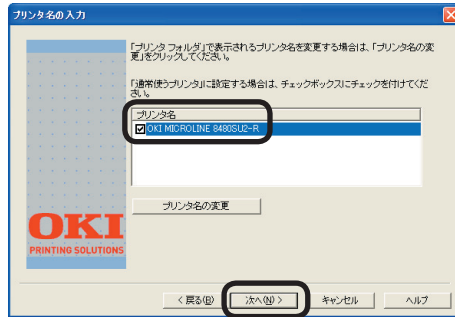 プリンタ名の入力
「プリンタ フォルダ」で表示されるプリンタ名を変更する場合は、「プリンタ名の変
更」をクリックしてください。
「通常使うプリンタ」に設定する場合は、チェックボックスにチェックを付けてくだ
さい。
プリンタ名
OKI MICROLINE 8480SU2-R
プリンタ名の変更
OKI
PRINTING SOLUTIONS
< 戻る(B)
次へ(N) >
キャンセル
ヘルプ